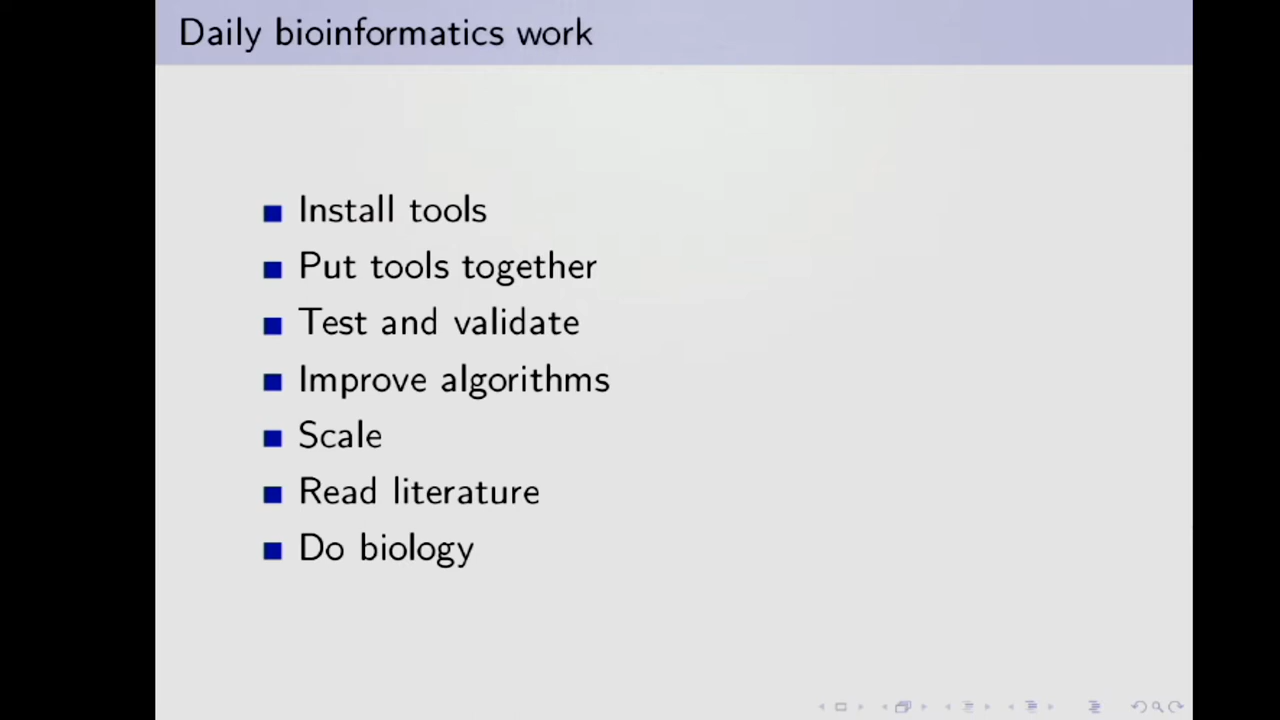 Daily bioinformatics work
Install tools
Put tools together
Test and validate
Improve algorithms
Scale
Read literature
Do biology